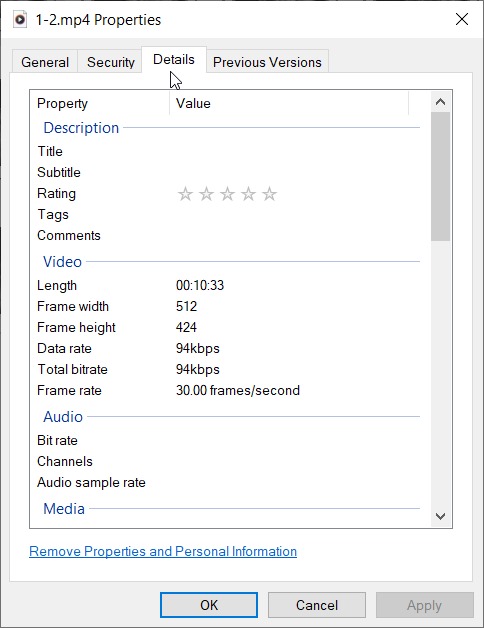 1-2.mp4 Properties
General Security Details Previous Versions
Property Value
Description
Title
Subtitle
Rating
Tags
Comments
Video
Length 00:10:33
Frame width 512
Frame height 424
Data rate 94kbps
Total bitrate 94kbps
Frame rate 30.00 frames/second
Audio
Bit rate
Channels
Audio sample rate
Media
Remove Properties and Personal Information
OK Cancel Apply